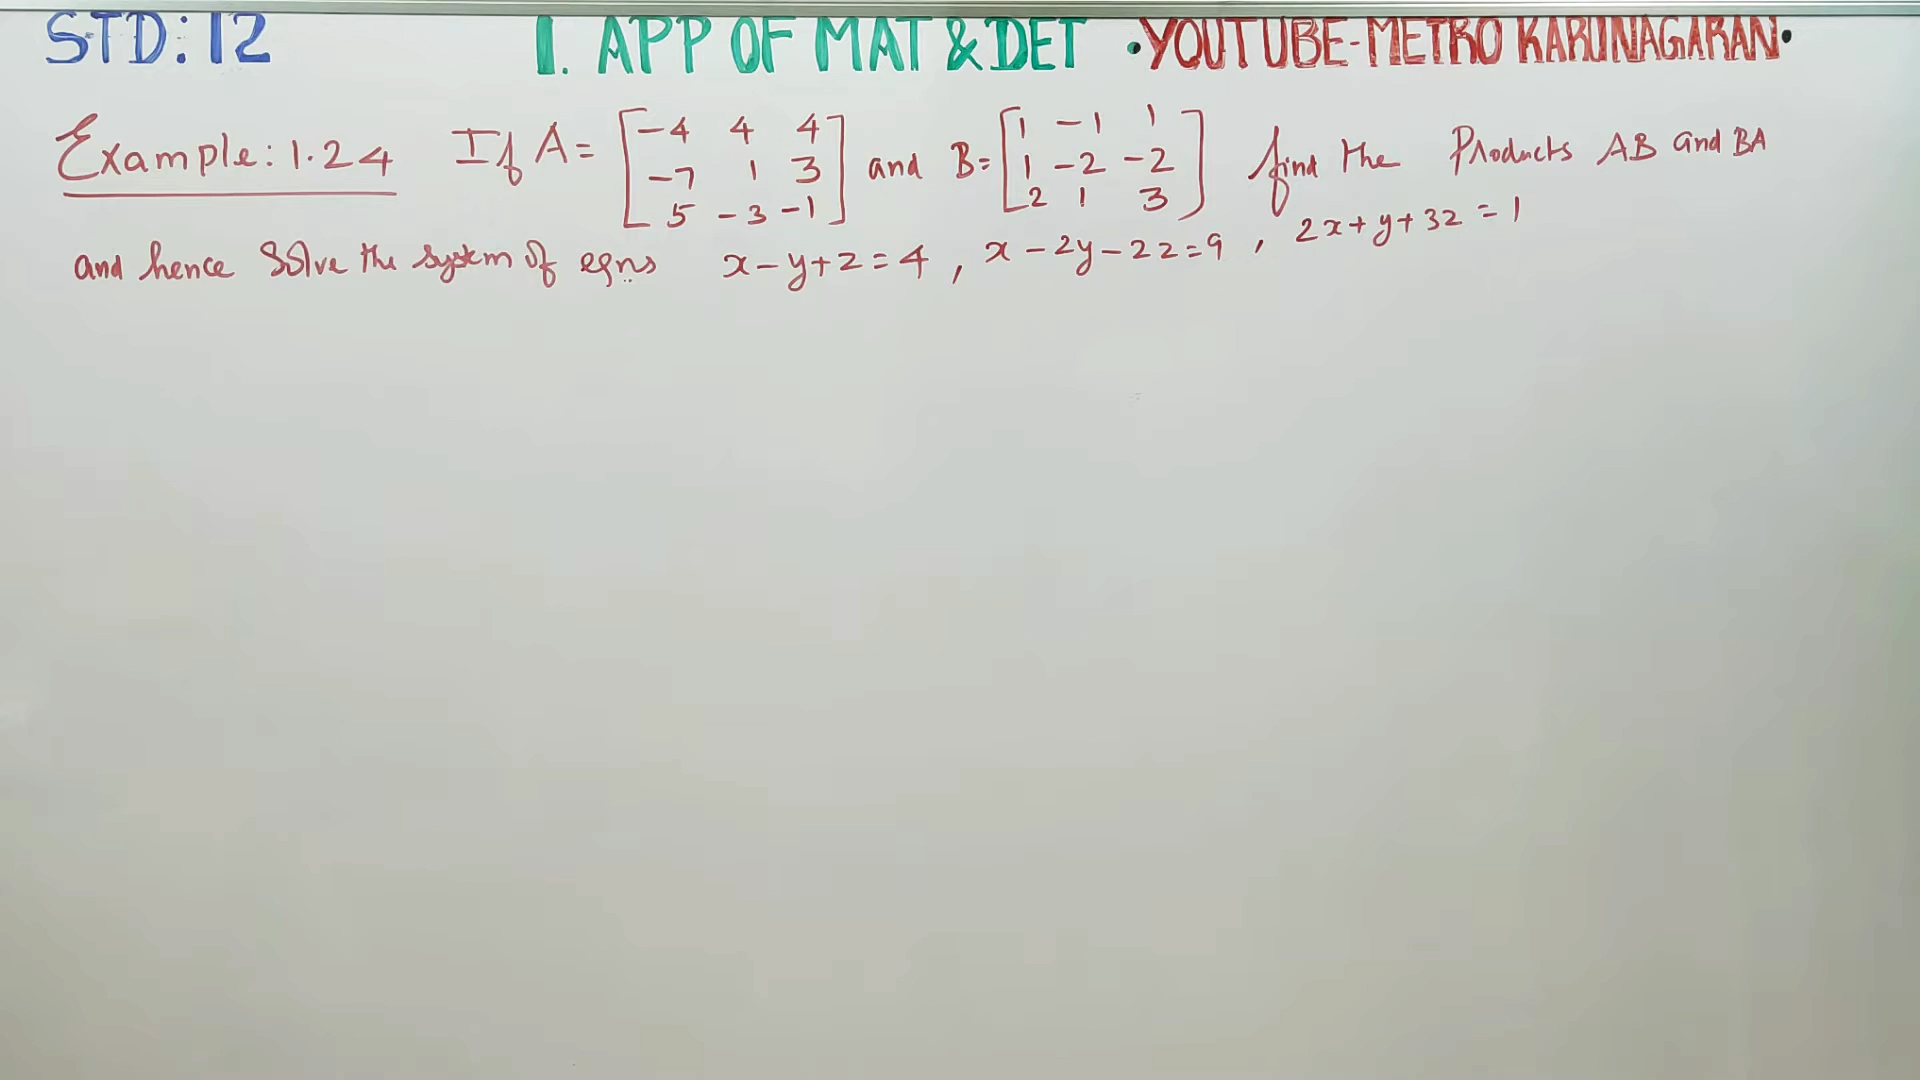 STD: 12 1. APP OF MAT & DET •YOUTUBE-METRO KARUNAGARAN•
Example: 1.24 If A = [-4 4 4 -7 1 3 5 -3 -1] and B = [1 -1 1 1 -2 -2 2 1 3] find the Products AB and BA
and hence Solve the system of eqns x-y+z=4, x-2y-2z=9, 2x+y+3z=1